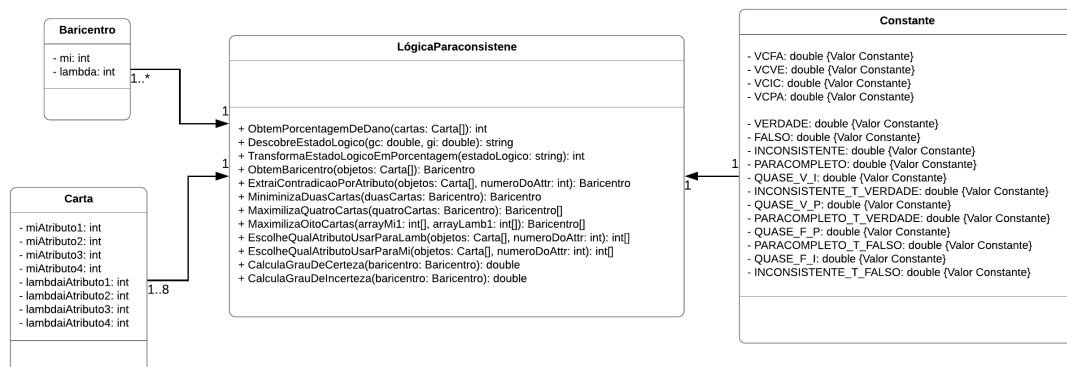 Baricentro
- mi: int
- lambda: int
1..*
1
LógicaParaconsistene
+ ObtemPorcentagemDeDano(cartas: Carta[]): int
+ DescobreEstadoLogico(gc: double, gi: double): string
+ TransformaEstadoLogicoEmPorcentagem(estadoLogico: string): int
+ ObtemBaricentro(objetos: Carta[]): Baricentro
+ ExtraiContradicaoPorAtributo(objetos: Carta[], numeroDoAttr: int): Baricentro
+ MiniminizaDuasCartas(duasCartas: Baricentro): Baricentro
+ MaximilizaQuatroCartas(quatroCartas: Baricentro): Baricentro[]
+ MaximilizaOitoCartas(arrayMi1: int[], arrayLamb1: int[]): Baricentro[]
+ EscolheQualAtributoUsarParaLamb(objetos: Carta[], numeroDoAttr: int): int[]
+ EscolheQualAtributoUsarParaMi(objetos: Carta[], numeroDoAttr: int): int[]
+ CalculaGrauDeCerteza(baricrentro: Baricentro): double
+ CalculaGrauDeIncerteza(baricrentro: Baricentro): double
1
Carta
- miAtributo1: int
- miAtributo2: int
- miAtributo3: int
- miAtributo4: int
- lambdaiAtributo1: int
- lambdaiAtributo2: int
- lambdaiAtributo3: int
- lambdaiAtributo4: int
1..8
Constante
- VCFA: double {Valor Constante}
- VCVE: double {Valor Constante}
- VCIC: double {Valor Constante}
- VCPA: double {Valor Constante}
- VERDADE: double {Valor Constante}
- FALSO: double {Valor Constante}
- INCONSISTENTE: double {Valor Constante}
- PARACOMPLETO: double {Valor Constante}
- QUASE_V_I: double {Valor Constante}
- INCONSISTENTE_T_VERDADE: double {Valor Constante}
- QUASE_V_P: double {Valor Constante}
- PARACOMPLETO_T_VERDADE: double {Valor Constante}
- QUASE_F_P: double {Valor Constante}
- PARACOMPLETO_T_FALSO: double {Valor Constante}
- QUASE_F_I: double {Valor Constante}
- INCONSISTENTE_T_FALSO: double {Valor Constante}
1
1